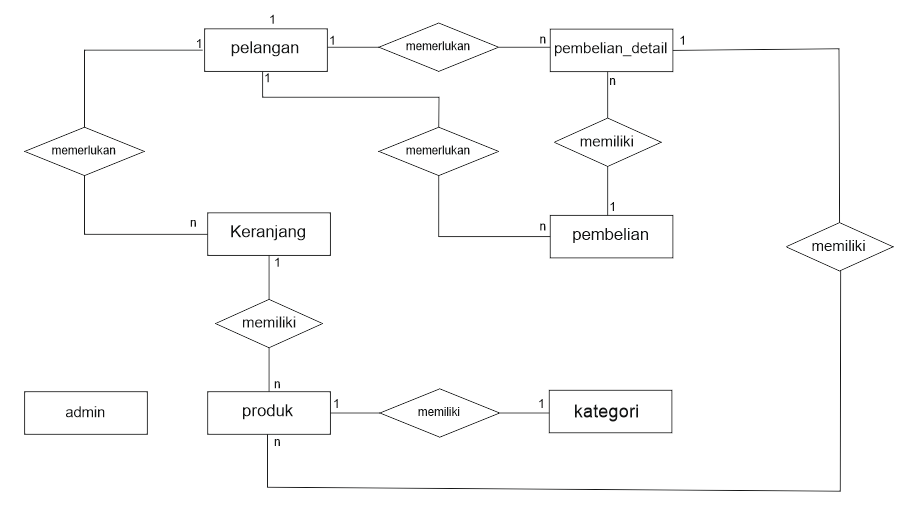 1
1 pelangan 1 memerlukan n pembelian_detail 1
1
n
memerlukan
memerlukan
memiliki
n
Keranjang
n
1
pembelian
memiliki
1
memiliki
n
admin
produk
1
memiliki
1
kategori
n